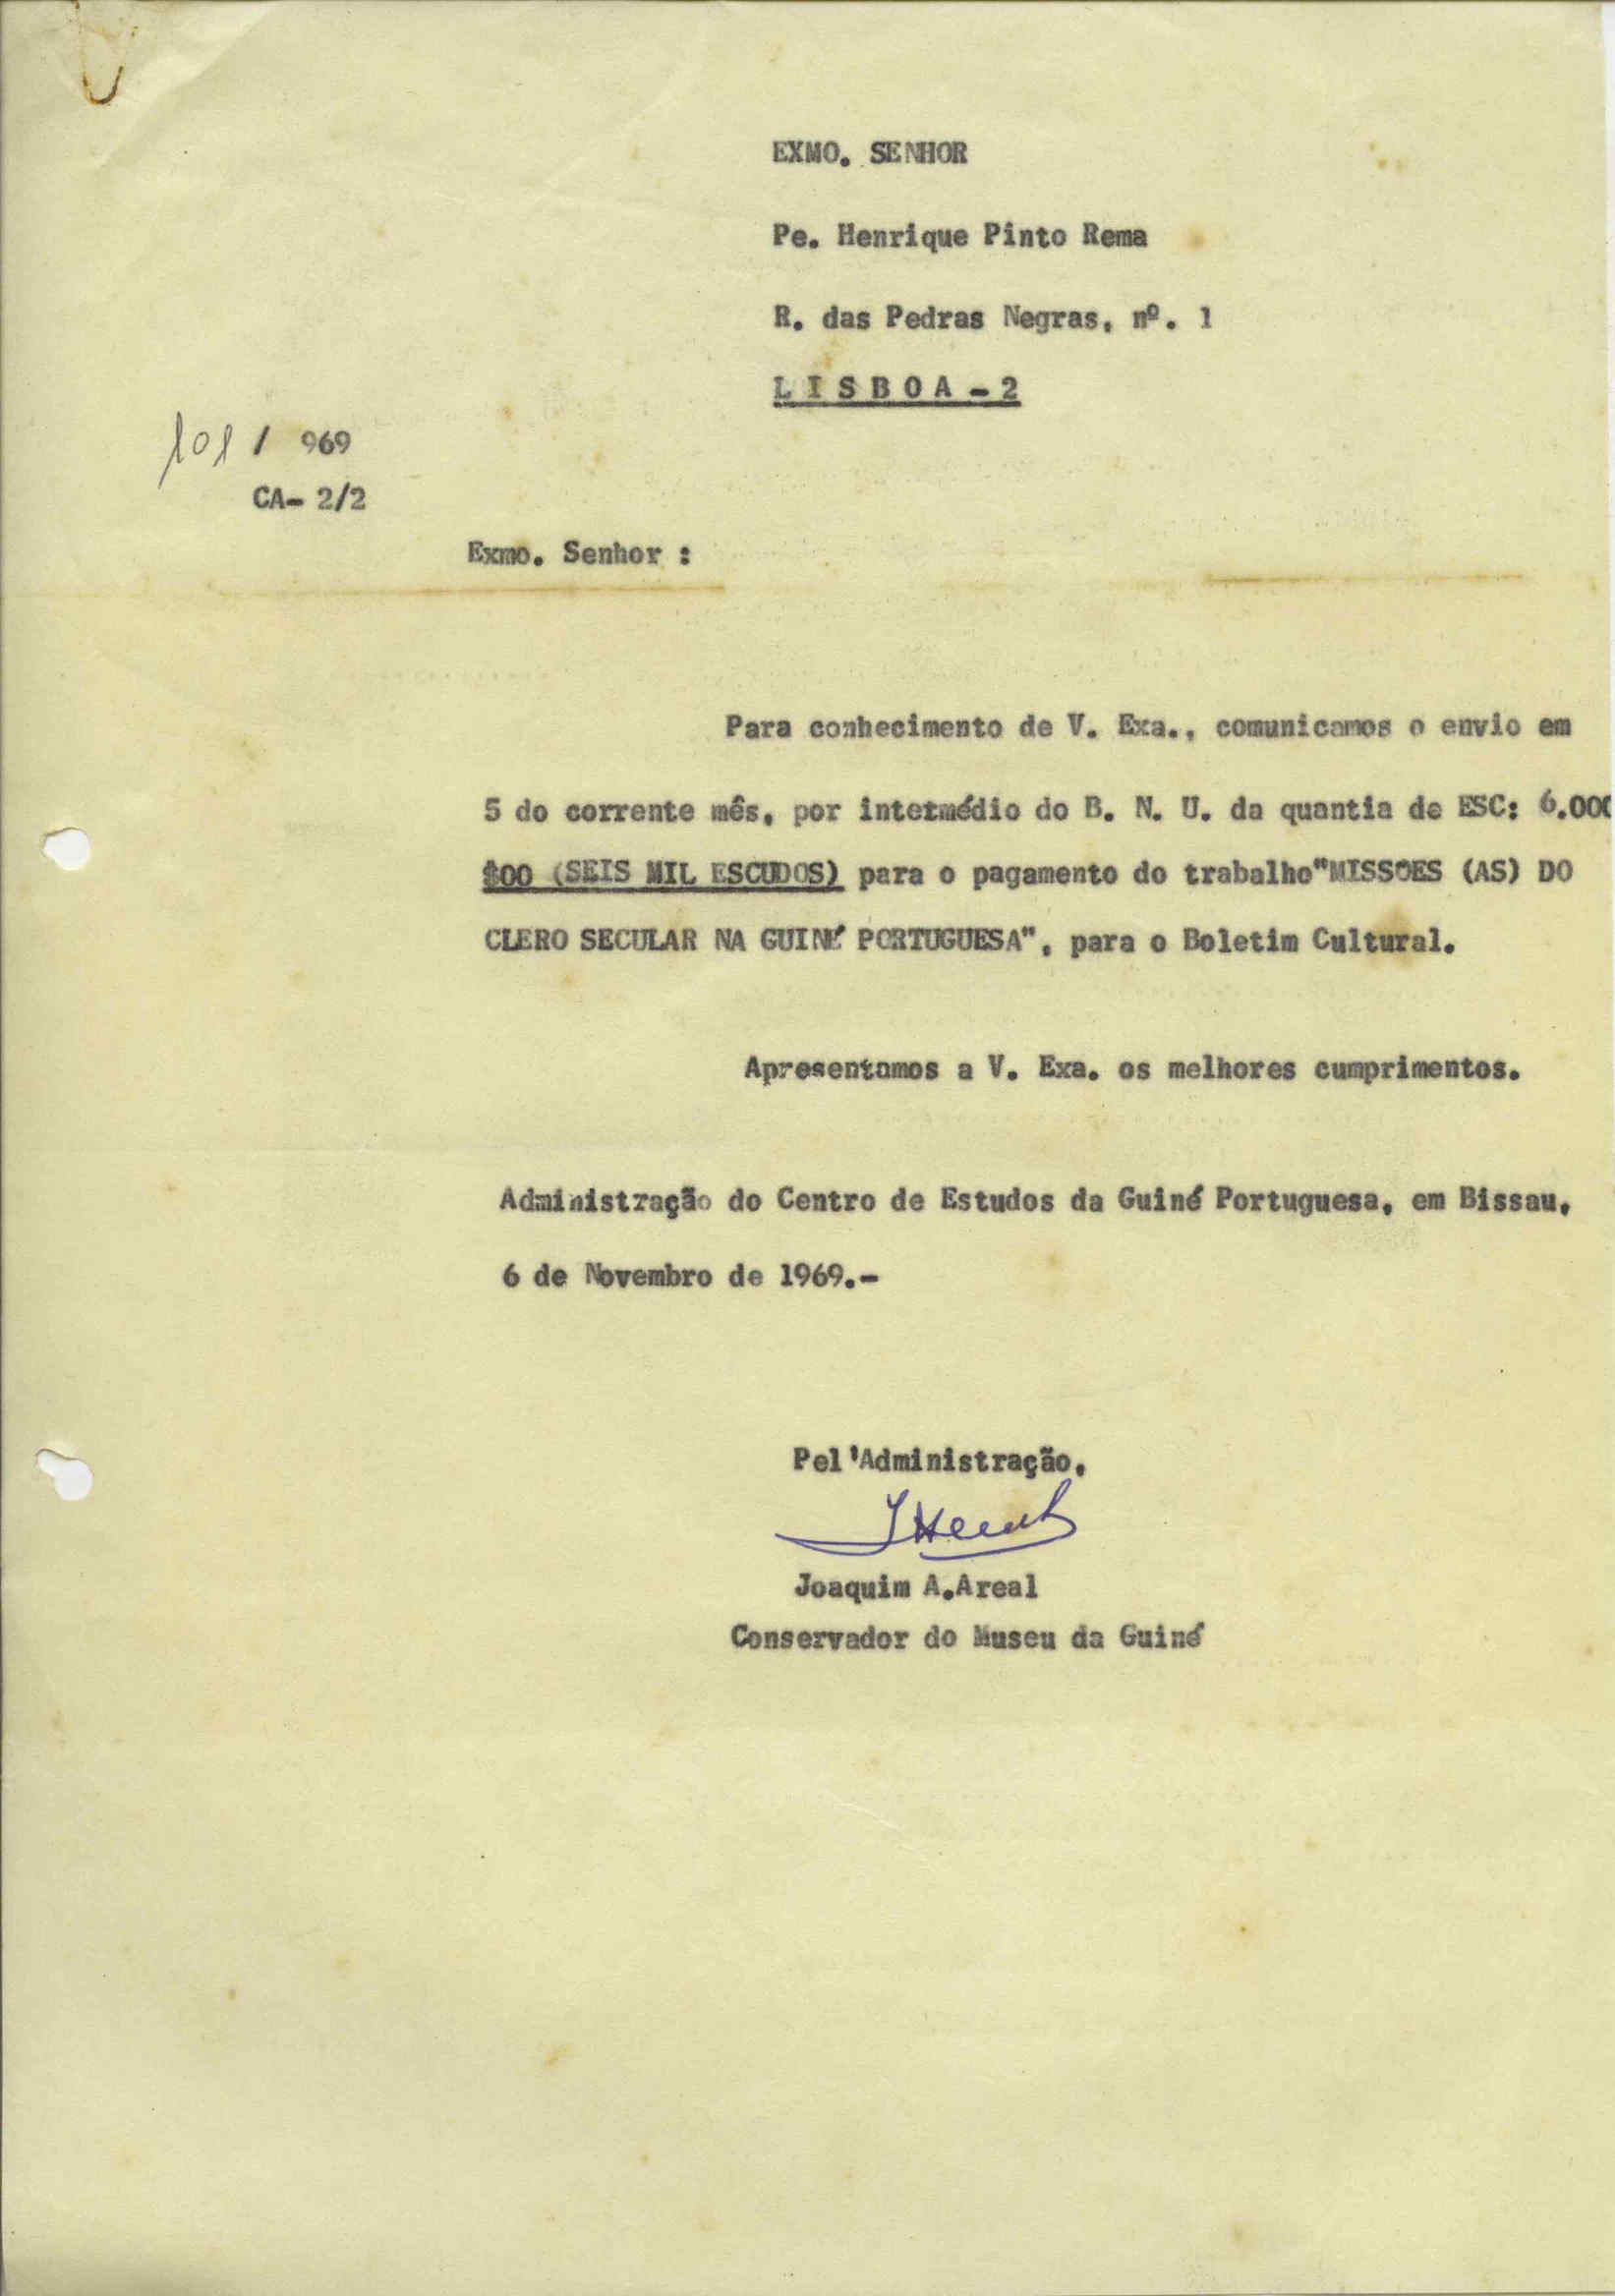 EXMO. SENHOR
Pe. Henrique Pinto Rema
R. das Pedras Negras, nº. 1
LISBOA-2
101 / 969
CA- 2/2
Exmo. Senhor :
Para conhecimento de V. Exa., comunicamos o envio em
5 do corrente mês, por intermédio do B. N. U. da quantia de ESC: 6.000
$00 (SEIS MIL ESCUDOS) para o pagamento do trabalho"MISSOES (AS) DO
CLERO SECULAR NA GUINÉ PORTUGUESA", para o Boletim Cultural.
Apresentamos a V. Exa. os melhores cumprimentos.
Administração do Centro de Estudos da Guiné Portuguesa, em Bissau,
6 de Novembro de 1969.-
Pel'Administração,
Joaquim A.Areal
Conservador do Museu da Guiné